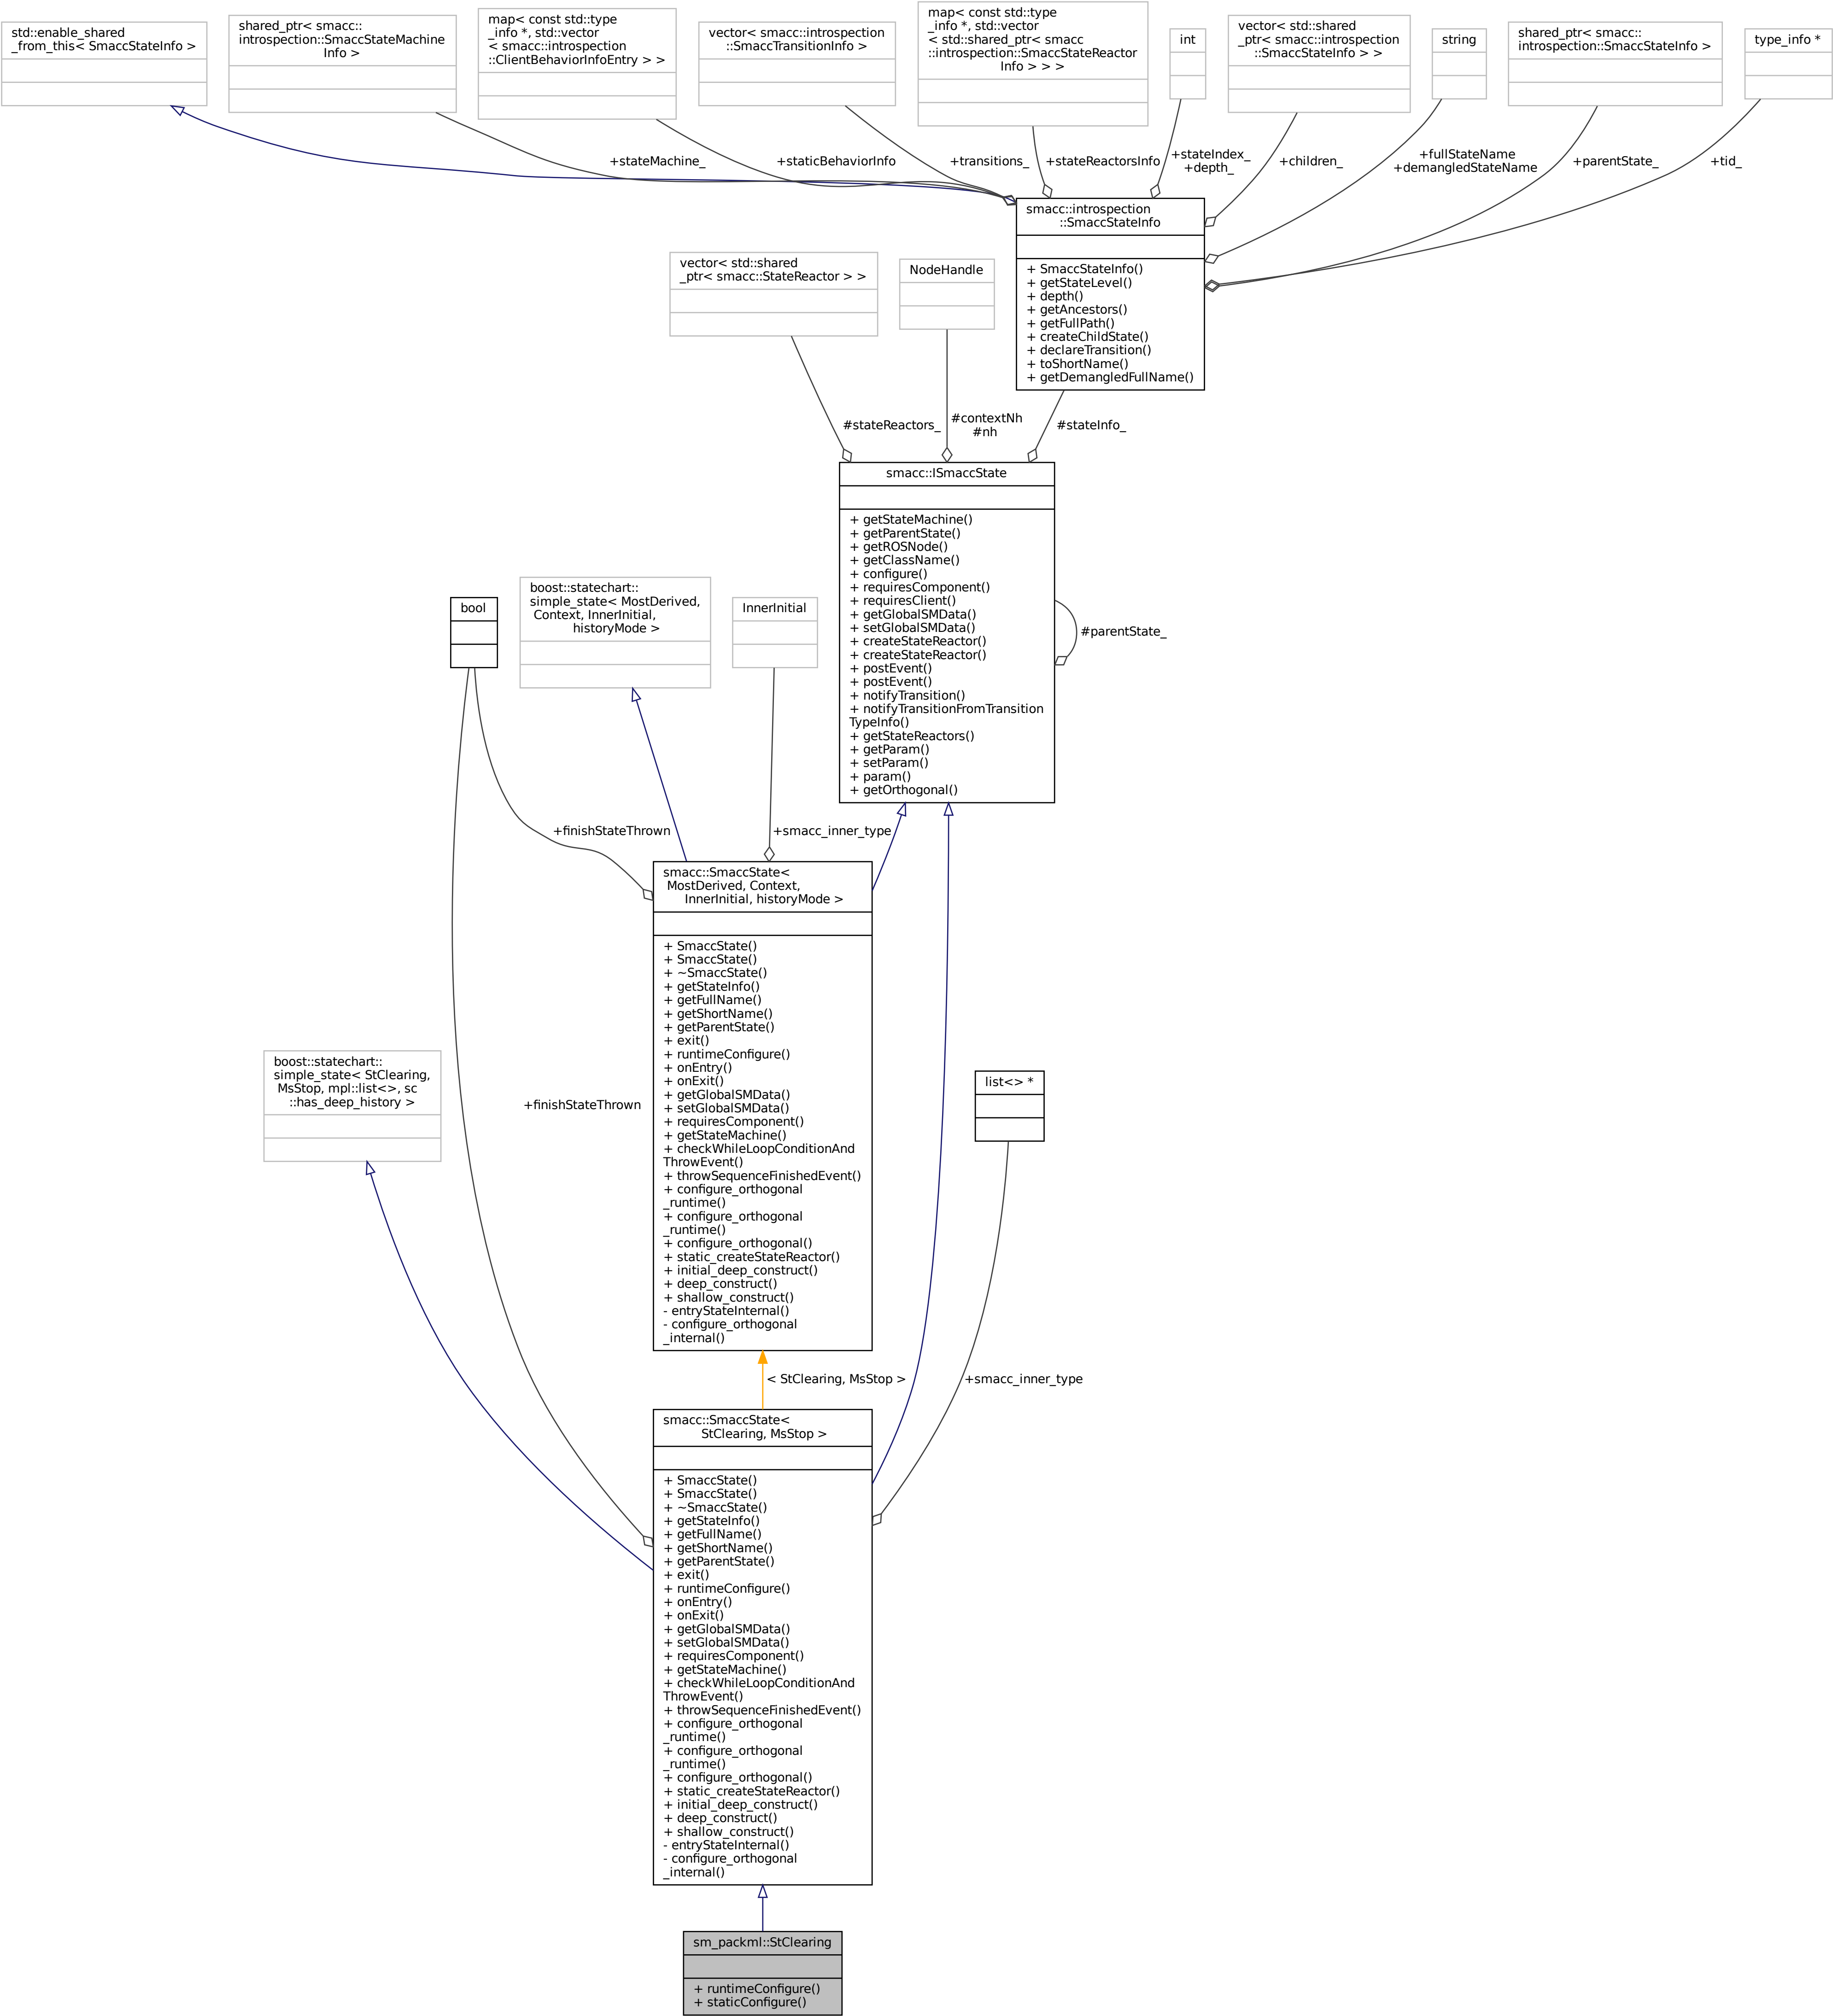 std::enable_shared
_from_this< SmaccStateInfo >
shared_ptr< smacc::
introspection::SmaccStateMachine
Info >
map< const std::type
_info *, std::vector
< smacc::introspection
::ClientBehaviorInfoEntry > >
vector< smacc::introspection
::SmaccTransitionInfo >
map< const std::type
_info *, std::vector
< std::shared_ptr< smacc
::introspection::SmaccStateReactor
Info > > >
int
vector< std::shared
_ptr< smacc::introspection
::SmaccStateInfo > >
string
shared_ptr< smacc::
introspection::SmaccStateInfo >
type_info *
+stateMachine_
+staticBehaviorInfo
+transitions_
+stateReactorsInfo
+stateIndex_
+depth_
+children_
+fullStateName
+demangledStateName
+parentState_
+tid_
smacc::introspection
::SmaccStateInfo
+ SmaccStateInfo()
+ getStateLevel()
+ depth()
+ getAncestors()
+ getFullPath()
+ createChildState()
+ declareTransition()
+ toShortName()
+ getDemangledFullName()
vector< std::shared
_ptr< smacc::StateReactor > >
NodeHandle
#stateReactors_
#contextNh
#nh
#stateInfo_
smacc::ISmaccState
+ getStateMachine()
+ getParentState()
+ getROSNode()
+ getClassName()
+ configure()
+ requiresComponent()
+ requiresClient()
+ getGlobalSMData()
+ setGlobalSMData()
+ createStateReactor()
+ createStateReactor()
+ postEvent()
+ postEvent()
+ notifyTransition()
+ notifyTransitionFromTransition
TypeInfo()
+ getStateReactors()
+ getParam()
+ setParam()
+ param()
+ getOrthogonal()
#parentState_
bool
boost::statechart::
simple_state< MostDerived,
Context, InnerInitial,
historyMode >
InnerInitial
+finishStateThrown
+smacc_inner_type
smacc::SmaccState<
MostDerived, Context,
InnerInitial, historyMode >
+ SmaccState()
+ SmaccState()
+ ~SmaccState()
+ getStateInfo()
+ getFullName()
+ getShortName()
+ getParentState()
+ exit()
+ runtimeConfigure()
+ onEntry()
+ onExit()
+ getGlobalSMData()
+ setGlobalSMData()
+ requiresComponent()
+ getStateMachine()
+ checkWhileLoopConditionAnd
ThrowEvent()
+ throwSequenceFinishedEvent()
+ configure_orthogonal
_runtime()
+ configure_orthogonal
_runtime()
+ configure_orthogonal()
+ static_createStateReactor()
+ initial_deep_construct()
+ deep_construct()
+ shallow_construct()
- entryStateInternal()
- configure_orthogonal
_internal()
boost::statechart::
simple_state< StClearing,
MsStop, mpl::list<>, sc
::has_deep_history >
+finishStateThrown
list<> *
< StClearing, MsStop >
+smacc_inner_type
smacc::SmaccState<
StClearing, MsStop >
+ SmaccState()
+ SmaccState()
+ ~SmaccState()
+ getStateInfo()
+ getFullName()
+ getShortName()
+ getParentState()
+ exit()
+ runtimeConfigure()
+ onEntry()
+ onExit()
+ getGlobalSMData()
+ setGlobalSMData()
+ requiresComponent()
+ getStateMachine()
+ checkWhileLoopConditionAnd
ThrowEvent()
+ throwSequenceFinishedEvent()
+ configure_orthogonal
_runtime()
+ configure_orthogonal
_runtime()
+ configure_orthogonal()
+ static_createStateReactor()
+ initial_deep_construct()
+ deep_construct()
+ shallow_construct()
- entryStateInternal()
- configure_orthogonal
_internal()
sm_packml::StClearing
+ runtimeConfigure()
+ staticConfigure()